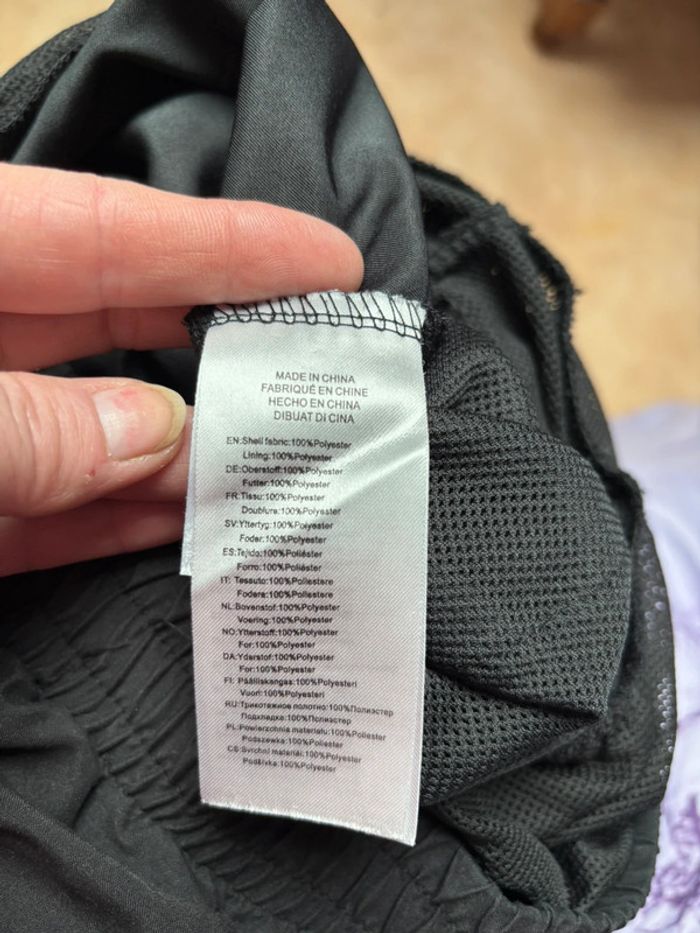 MADE IN CHINA
FABRIQUÉ EN CHINE
HECHO EN CHINA
DIBUAT DI CINA
EN:Shell fabric:100%Polyester
Lining:100%Polyester
DE:Oberstoff:100%Polyester
Futter:100%Polyester
FR:Tissu:100%Polyester
Doublure:100%Polyester
SV:Yttertyg:100%Polyester
Foder:100%Polyester
ES:Tejido:100%Poliéster
Forro:100%Poliéster
IT: Tessuto:100%Poliestere
Fodera:100%Poliestere
NL:Bovenstof:100%Polyester
Voering:100%Polyester
NO:Ytterstoff:100%Polyester
For:100%Polyester
DA:Yderstof:100%Polyester
For:100%Polyester
FI: Päällikangas:100%Polyesteri
Vuori:100%Polyesteri
RU:Трикотажное полотно:100%Полиэстер
Подкладка:100%Полиэстер
PL:Powierzchnia materiału:100%Poliester
Podszewka:100%Poliester
CS:Svrchní materiál:100%Polyester
Podšívka:100%Polyester